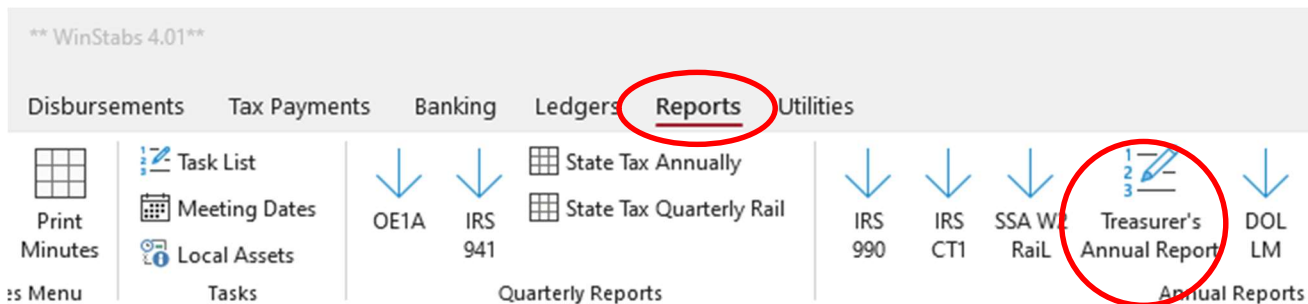 ** WinStabs 4.01**
Disbursements Tax Payments Banking Ledgers Reports Utilities
Print Minutes
Task List
Meeting Dates
Local Assets
OE1A
IRS 941
State Tax Annually
State Tax Quarterly Rail
IRS 990
IRS CT1
SSA W2 RaiL
Treasurer's Annual Report
DOL LM
es Menu Tasks Quarterly Reports Annual Reports